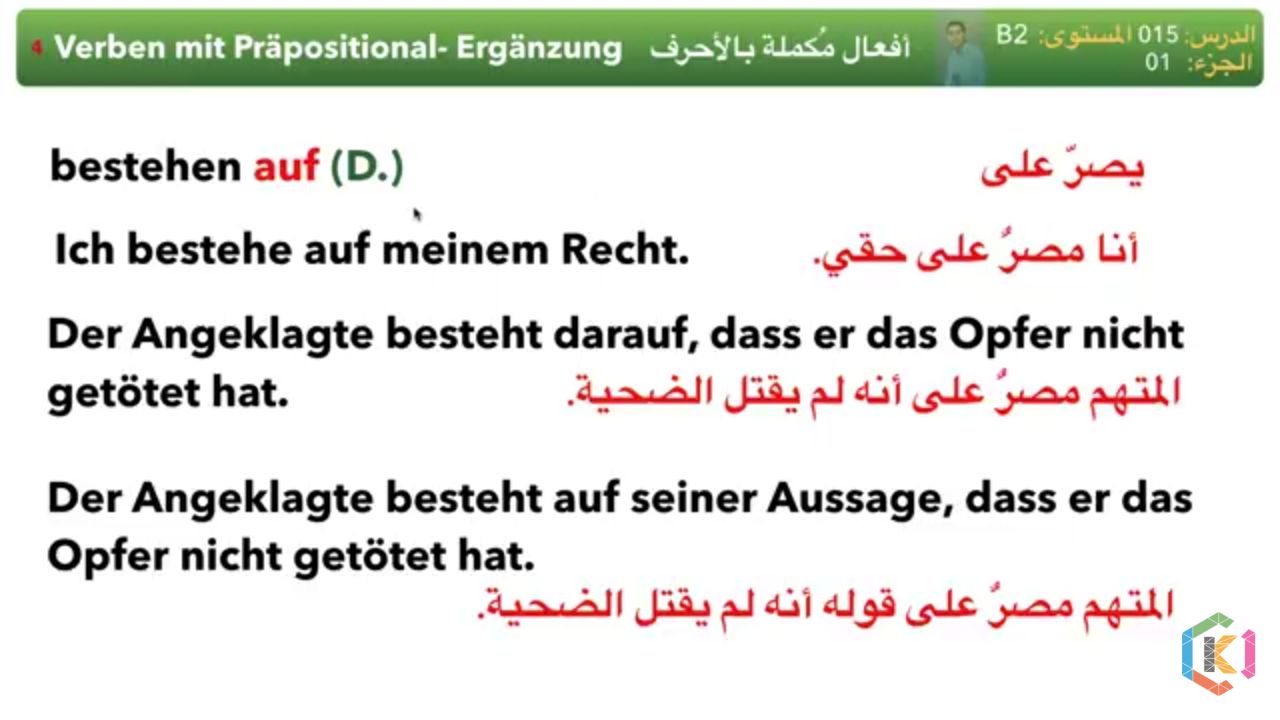 4 Verben mit Präpositional- Ergänzung أفعال مُكملة بالأحرف
الدرس: 015 المستوى: B2
الجزء: 01
bestehen auf (D.) يصرّ على
Ich bestehe auf meinem Recht. أنا مصرٌ على حقي.
Der Angeklagte besteht darauf, dass er das Opfer nicht
getötet hat. المتهم مصرٌ على أنه لم يقتل الضحية.
Der Angeklagte besteht auf seiner Aussage, dass er das
Opfer nicht getötet hat.
المتهم مصرٌ على قوله أنه لم يقتل الضحية.
K